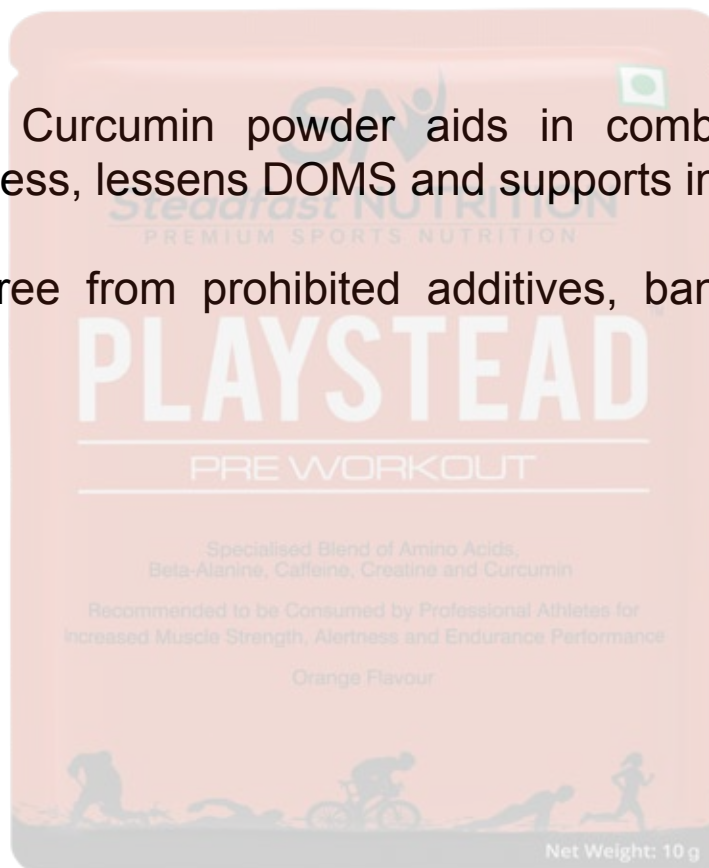 Curcumin powder aids in comb
ess, lessens DOMS and supports in
ree from prohibited additives, ban
SN
Steadfast NUTRITION
PREMIUM SPORTS NUTRITION
PLAYSTEAD
PRE WORKOUT
Specialised Blend of Amino Acids,
Beta-Alanine, Caffeine, Creatine and Curcumin
Recommended to be Consumed by Professional Athletes for
Increased Muscle Strength, Alertness and Endurance Performance
Orange Flavour
Net Weight: 10 g